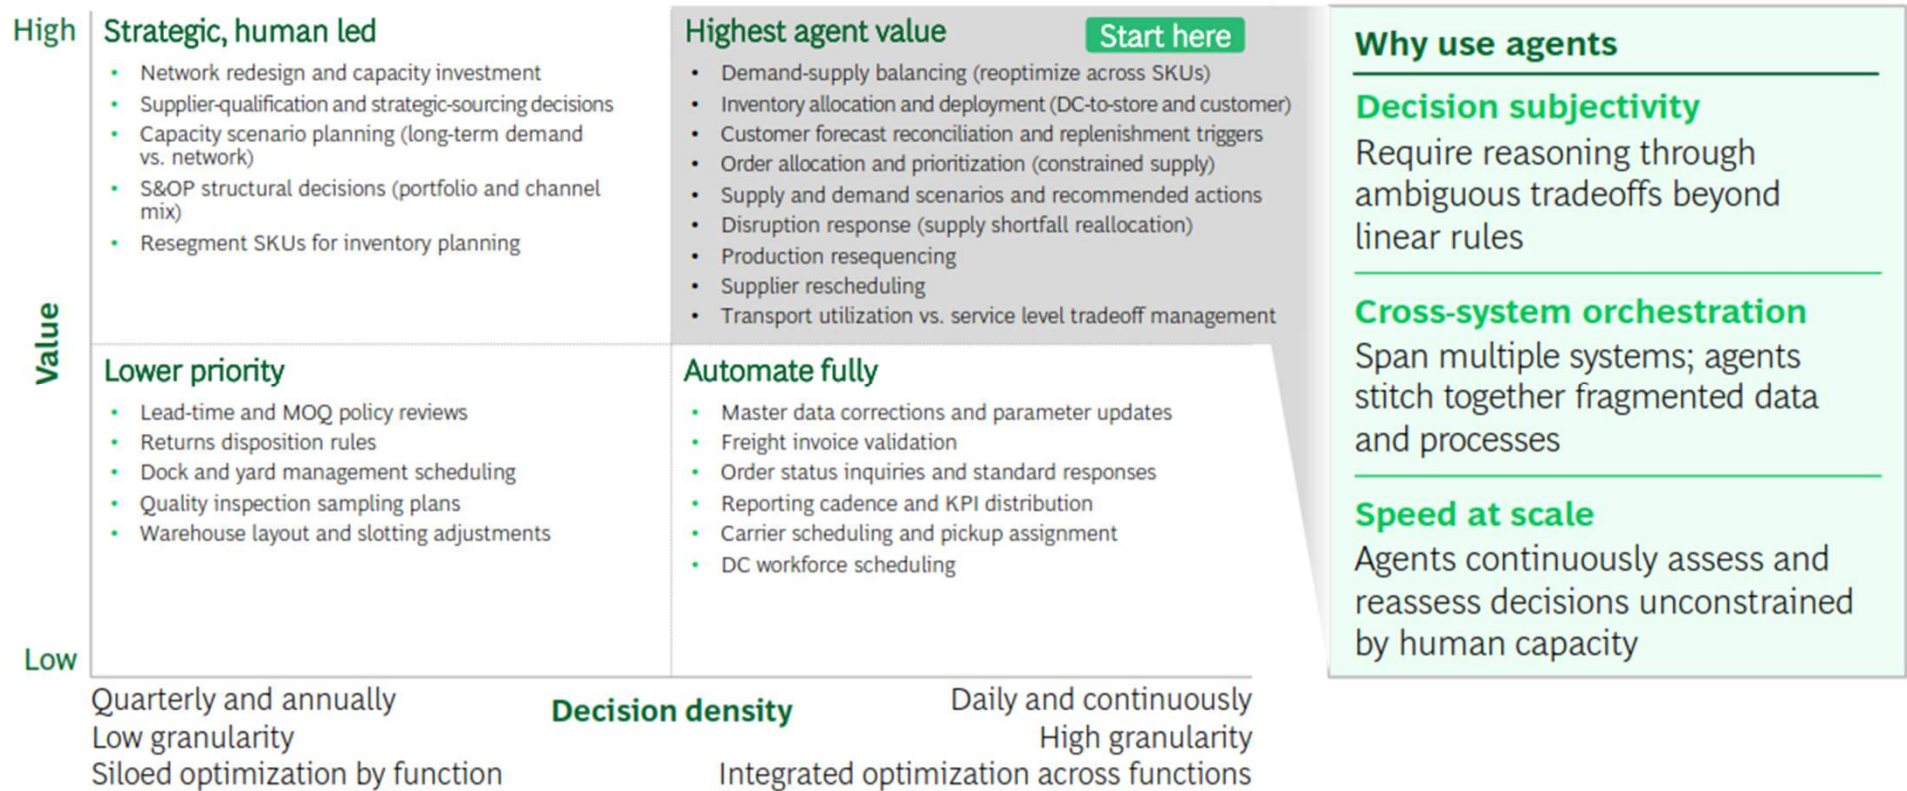 High
Strategic, human led
• Network redesign and capacity investment
• Supplier-qualification and strategic-sourcing decisions
• Capacity scenario planning (long-term demand
vs. network)
• S&OP structural decisions (portfolio and channel
mix)
• Resegment SKUs for inventory planning
Highest agent value
Start here
• Demand-supply balancing (reoptimize across SKUs)
• Inventory allocation and deployment (DC-to-store and customer)
• Customer forecast reconciliation and replenishment triggers
• Order allocation and prioritization (constrained supply)
• Supply and demand scenarios and recommended actions
• Disruption response (supply shortfall reallocation)
• Production resequencing
• Supplier rescheduling
• Transport utilization vs. service level tradeoff management
Value
Lower priority
• Lead-time and MOQ policy reviews
• Returns disposition rules
• Dock and yard management scheduling
• Quality inspection sampling plans
• Warehouse layout and slotting adjustments
Automate fully
• Master data corrections and parameter updates
• Freight invoice validation
• Order status inquiries and standard responses
• Reporting cadence and KPI distribution
• Carrier scheduling and pickup assignment
• DC workforce scheduling
Low
Quarterly and annually
Low granularity
Siloed optimization by function
Decision density
Daily and continuously
High granularity
Integrated optimization across functions
Why use agents
Decision subjectivity
Require reasoning through
ambiguous tradeoffs beyond
linear rules
Cross-system orchestration
Span multiple systems; agents
stitch together fragmented data
and processes
Speed at scale
Agents continuously assess and
reassess decisions unconstrained
by human capacity